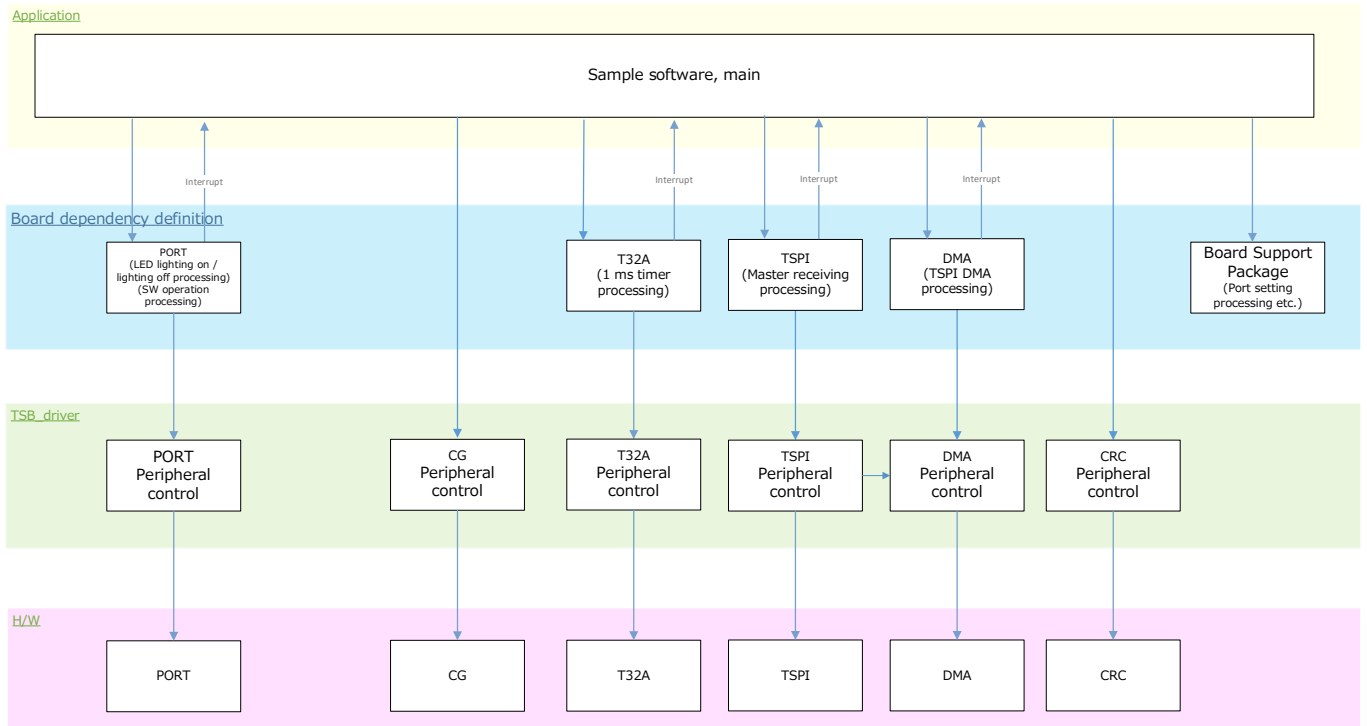 Application
Sample software, main
Interrupt
Interrupt
Interrupt
Interrupt
Board dependency definition
PORT
(LED lighting on /
lighting off processing)
(SW operation
processing)
T32A
(1 ms timer
processing)
TSPI
(Master receiving
processing)
DMA
(TSPI DMA
processing)
Board Support
Package
(Port setting
processing etc.)
TSB_driver
PORT
Peripheral
control
CG
Peripheral
control
T32A
Peripheral
control
TSPI
Peripheral
control
DMA
Peripheral
control
CRC
Peripheral
control
H/W
PORT
CG
T32A
TSPI
DMA
CRC